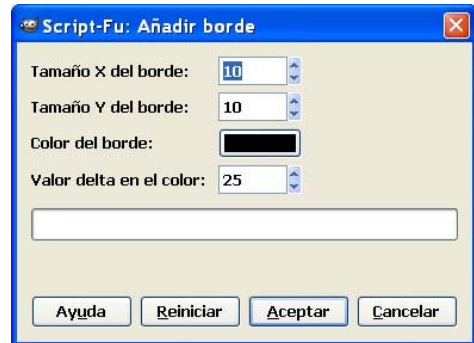 Script-Fu: Añadir borde
Tamaño X del borde: 10
Tamaño Y del borde: 10
Color del borde:
Valor delta en el color: 25
Ayuda Reiniciar Aceptar Cancelar